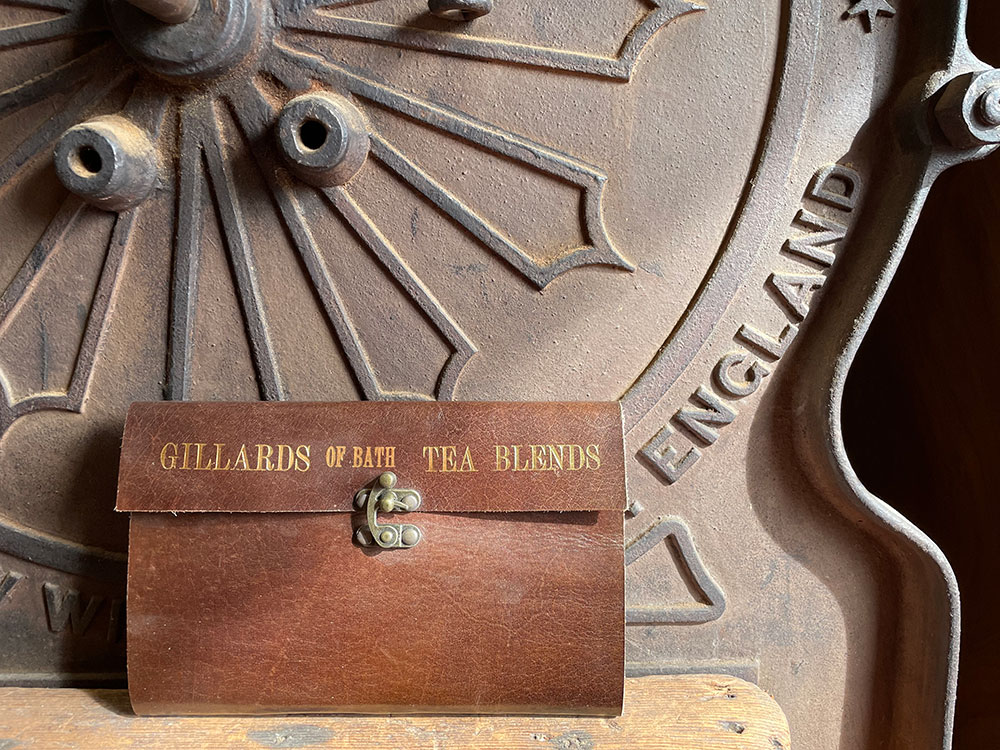 ENGLAND
GILLARDS OF BATH TEA BLENDS